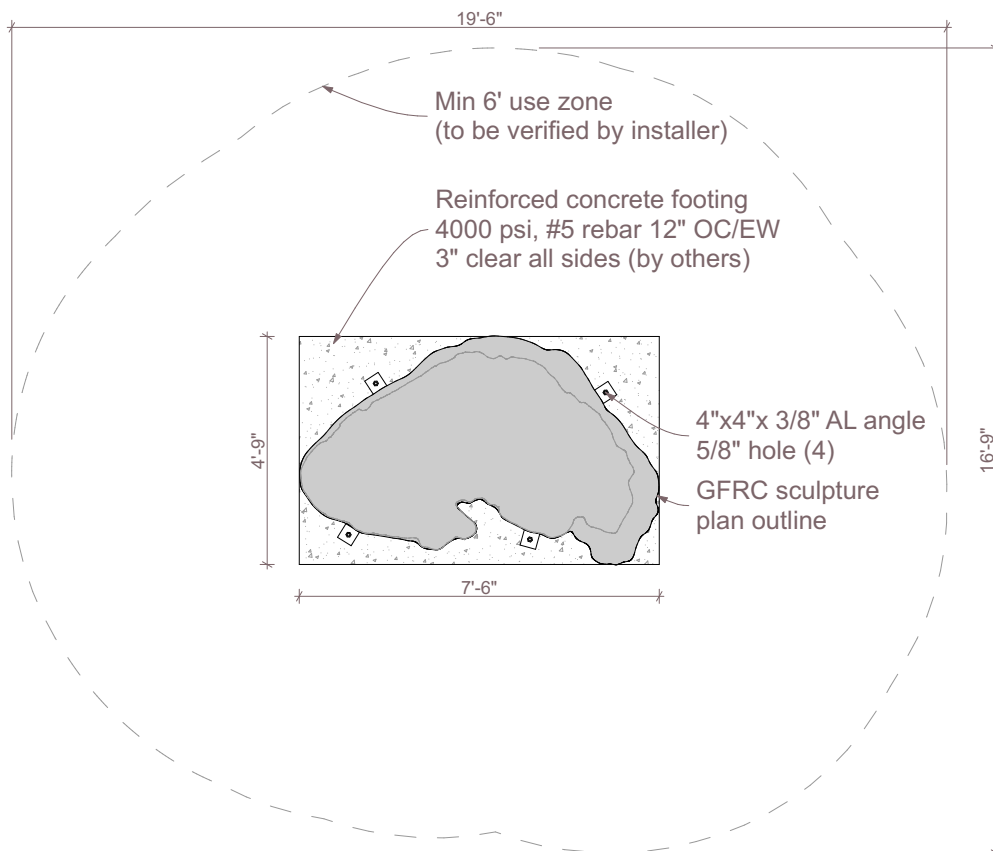 19'-6"
Min 6' use zone
(to be verified by installer)
Reinforced concrete footing
4000 psi, #5 rebar 12" OC/EW
3" clear all sides (by others)
4'-9"
4"x4"x 3/8" AL angle
5/8" hole (4)
16'-9"
GFRC sculpture
plan outline
7'-6"